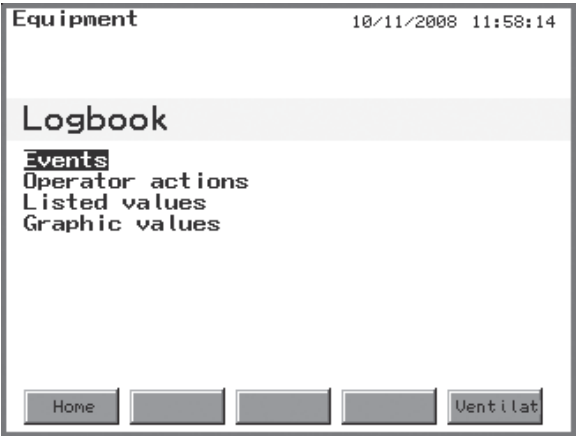 Equipment 10/11/2008 11:58:14
Logbook
Events
Operator actions
Listed values
Graphic values
Home Ventilat